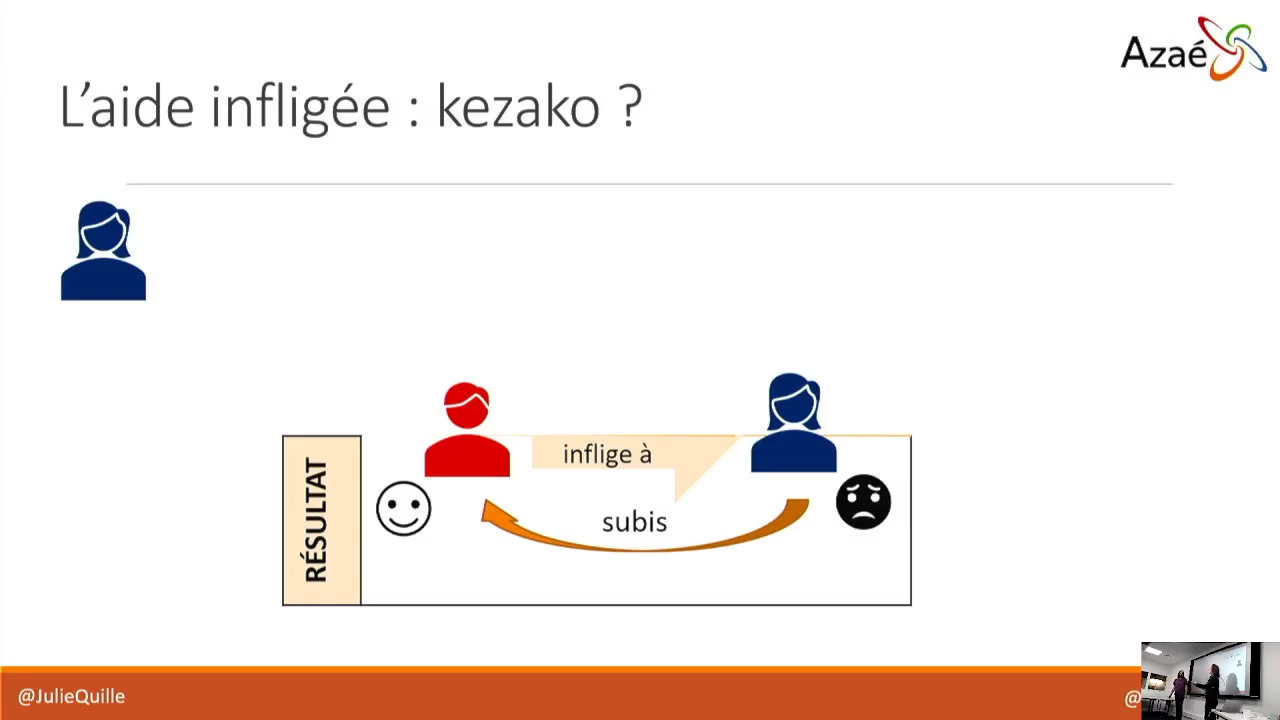 Azaé
L'aide infligée : kezako ?
inflige à
RÉSULTAT
subis
@JulieQuille
@